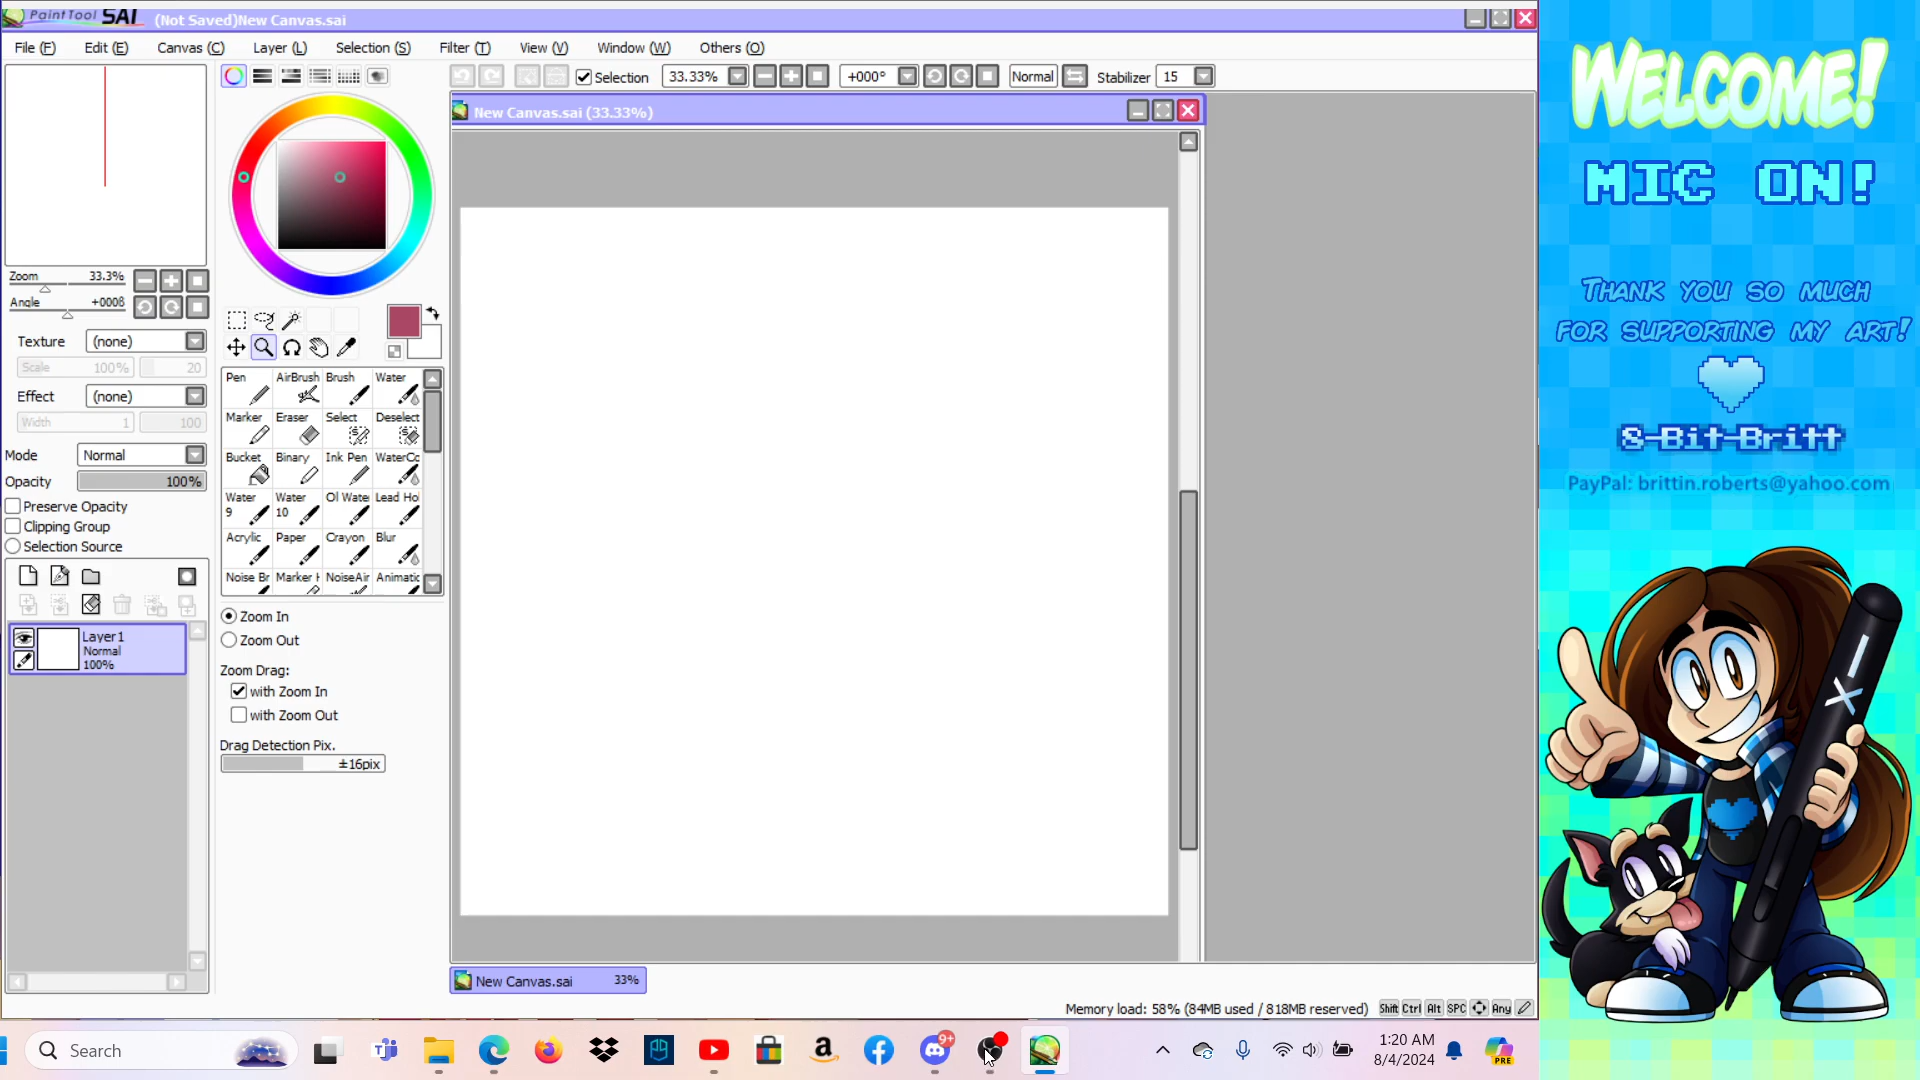 PaintTool SAI (Not Saved)New Canvas.sai
File (F) Edit (E) Canvas (C) Layer (L) Selection (S) Filter (T) View (V) Window (W) Others (O)
Selection 33.33% +000° Normal Stabilizer 15
New Canvas.sai (33.33%)
Zoom 33.3%
Angle +000ß
Texture (none)
Scale 100% 20
Effect (none)
Width 1 100
Mode Normal
Opacity 100%
Preserve Opacity
Clipping Group
Selection Source
Layer1
Normal
100%
Pen AirBrush Brush Water
Marker Eraser Select Deselect
Bucket Binary Ink Pen WaterCo
Water 9 Water 10 Ol Wate Lead Hol
Acrylic Paper Crayon Blur
Noise Br Marker H NoiseAir Animatic
Zoom In
Zoom Out
Zoom Drag:
with Zoom In
with Zoom Out
Drag Detection Pix.
±16pix
New Canvas.sai 33%
Memory load: 58% (84MB used / 818MB reserved) Shift Ctrl Alt SPC Any
Search
9+
1:20 AM
8/4/2024
PRE
WELCOME!
MIC ON!
THANK YOU SO MUCH
FOR SUPPORTING MY ART!
8-Bit-Britt
PayPal: brittin.roberts@yahoo.com